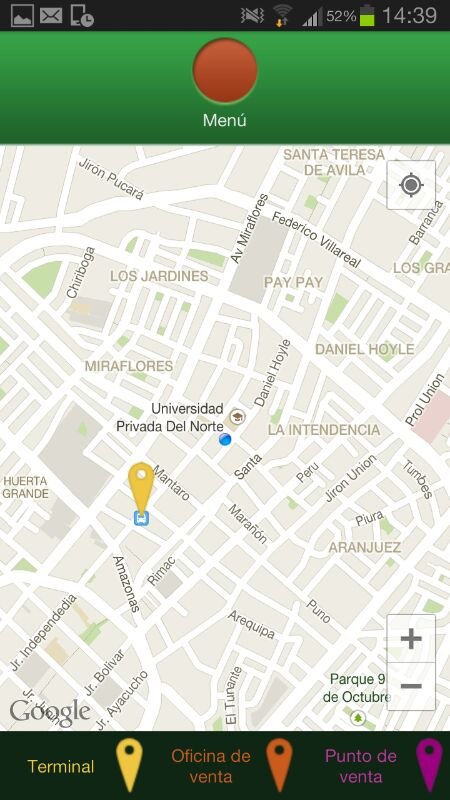 52% 14:39
Menú
SANTA TERESA
DE AVILA
Jirón Pucará
Av Miraflores
Federico Villareal
Barranca
Chiriboga
LOS JARDINES
PAY PAY
LOS GRA
MIRAFLORES
Daniel Hoyle
DANIEL HOYLE
Prol Union
Universidad
Privada Del Norte
LA INTENDENCIA
HUERTA
GRANDE
Mantaro
Santa
Peru
Jiron Union
Tumbes
Marañón
Piura
ARANJUEZ
Amazonas
Rimac
Jr. Independedia
Puno
Arequipa
+
Jr. Bolivar
Jr. Ayacucho
El Tunante
Parque 9
de Octubre
−
Google
Terminal
Oficina de
venta
Punto de
venta